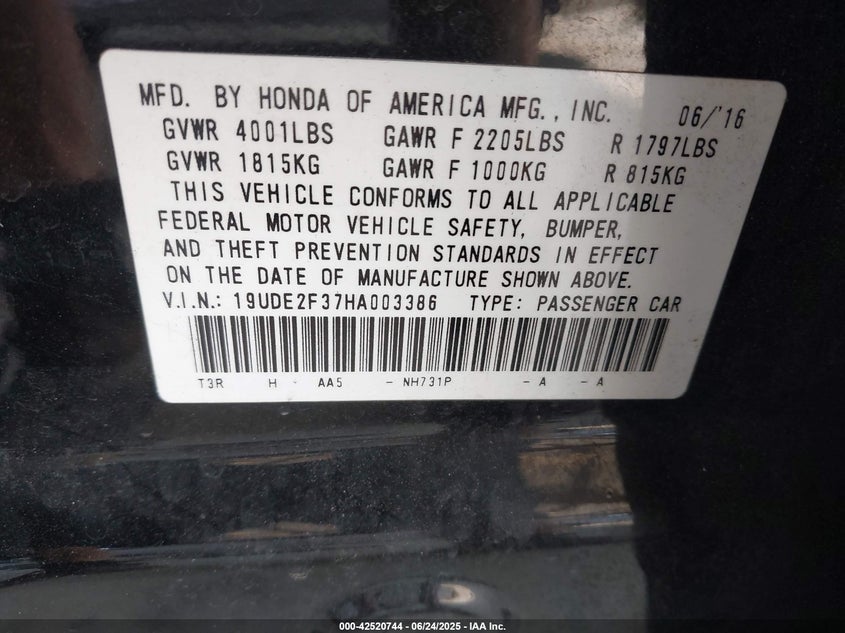 MFD. BY HONDA OF AMERICA MFG., INC. 06/'16
GVWR 4001LBS GAWR F 2205LBS R 1797LBS
GVWR 1815KG GAWR F 1000KG R 815KG
THIS VEHICLE CONFORMS TO ALL APPLICABLE
FEDERAL MOTOR VEHICLE SAFETY, BUMPER,
AND THEFT PREVENTION STANDARDS IN EFFECT
ON THE DATE OF MANUFACTURE SHOWN ABOVE.
V.I.N.: 19UDE2F37HA003386 TYPE: PASSENGER CAR
T3R H - AA5 - NH731P - A - A
000-42520744 | 06/24/2025 - IAA Inc.